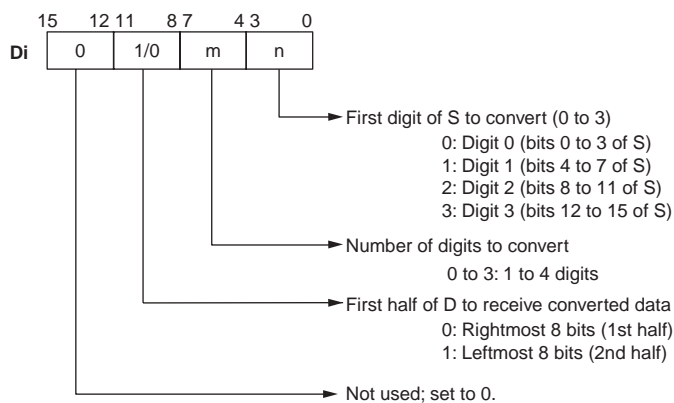 15 12 11 8 7 4 3 0
Di 0 1/0 m n
First digit of S to convert (0 to 3)
0: Digit 0 (bits 0 to 3 of S)
1: Digit 1 (bits 4 to 7 of S)
2: Digit 2 (bits 8 to 11 of S)
3: Digit 3 (bits 12 to 15 of S)
Number of digits to convert
0 to 3: 1 to 4 digits
First half of D to receive converted data
0: Rightmost 8 bits (1st half)
1: Leftmost 8 bits (2nd half)
Not used; set to 0.